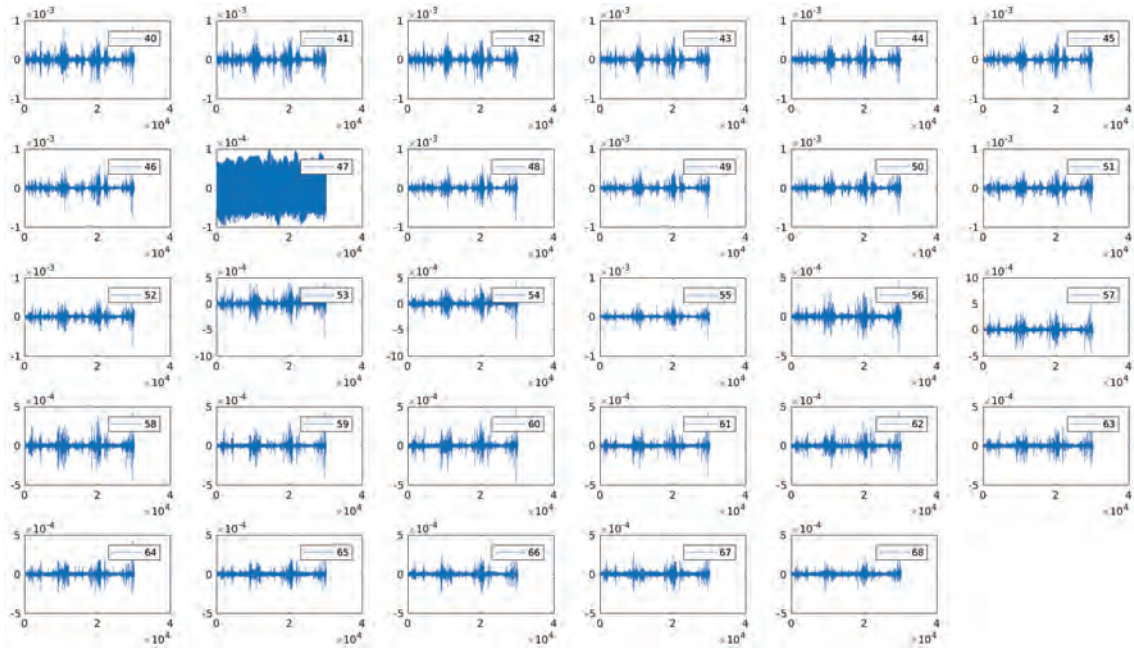 ×10⁻³ ×10⁻³ ×10⁻³ ×10⁻³ ×10⁻³ ×10⁻³
1 40 1 41 1 42 1 43 1 44 1 45
0 0 0 0 0 0
-1 -1 -1 -1 -1 -1
0 2 4 0 2 4 0 2 4 0 2 4 0 2 4 0 2 4
×10⁴ ×10⁴ ×10⁴ ×10⁴ ×10⁴ ×10⁴
×10⁻³ ×10⁻⁴ ×10⁻³ ×10⁻³ ×10⁻³ ×10⁻³
1 46 1 47 1 48 1 49 1 50 1 51
0 0 0 0 0 0
-1 -1 -1 -1 -1 -1
0 2 4 0 2 4 0 2 4 0 2 4 0 2 4 0 2 4
×10⁴ ×10⁴ ×10⁴ ×10⁴ ×10⁴ ×10⁴
×10⁻³ ×10⁻⁴ ×10⁻⁴ ×10⁻³ ×10⁻⁴ ×10⁻⁴
1 52 5 53 5 54 1 55 5 56 10 57
0 0 5
0 0 0 0
-5 -5
-1 -10 -10 -1 -5 -5
0 2 4 0 2 4 0 2 4 0 2 4 0 2 4 0 2 4
×10⁴ ×10⁴ ×10⁴ ×10⁴ ×10⁴ ×10⁴
×10⁻⁴ ×10⁻⁴ ×10⁻⁴ ×10⁻⁴ ×10⁻⁴ ×10⁻⁴
5 58 5 59 5 60 5 61 5 62 5 63
0 0 0 0 0 0
-5 -5 -5 -5 -5 -5
0 2 4 0 2 4 0 2 4 0 2 4 0 2 4 0 2 4
×10⁴ ×10⁴ ×10⁴ ×10⁴ ×10⁴ ×10⁴
×10⁻⁴ ×10⁻⁴ ×10⁻⁴ ×10⁻⁴ ×10⁻⁴
5 64 5 65 5 66 5 67 5 68
0 0 0 0 0
-5 -5 -5 -5 -5
0 2 4 0 2 4 0 2 4 0 2 4 0 2 4
×10⁴ ×10⁴ ×10⁴ ×10⁴ ×10⁴